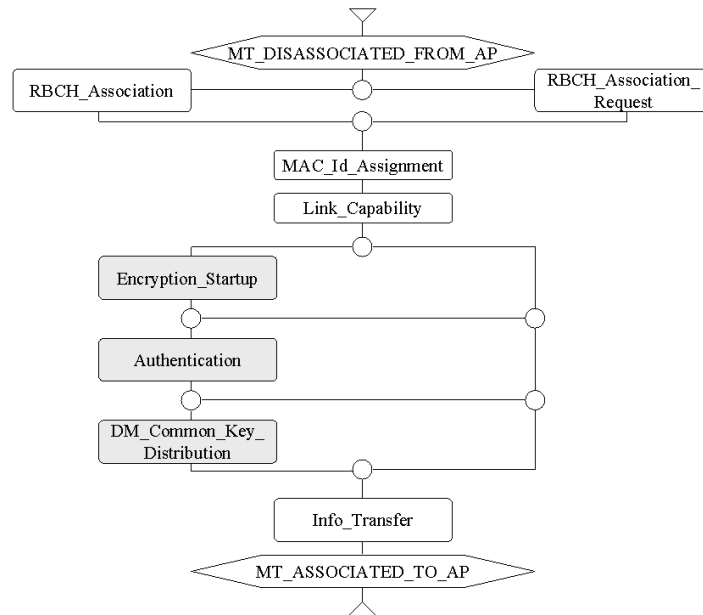 MT_DISASSOCIATED_FROM_AP
RBCH_Association
RBCH_Association_
Request
MAC_Id_Assignment
Link_Capability
Encryption_Startup
Authentication
DM_Common_Key_
Distribution
Info_Transfer
MT_ASSOCIATED_TO_AP